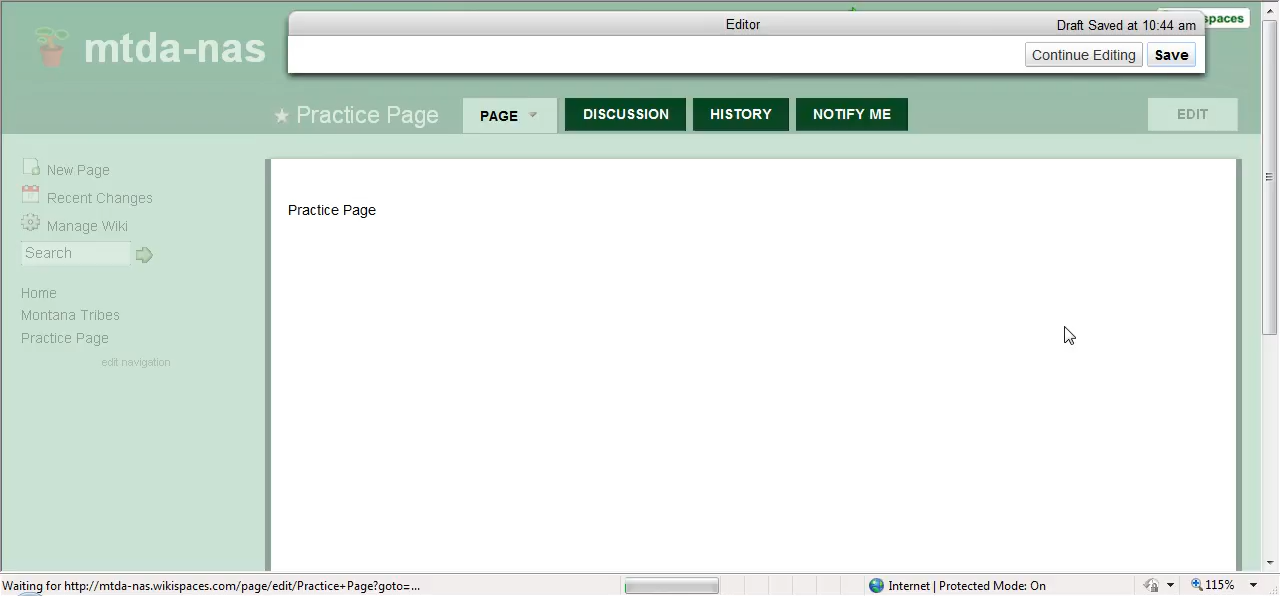 Editor
Draft Saved at 10:44 am
spaces
Continue Editing
Save
mtda-nas
Practice Page
PAGE
DISCUSSION
HISTORY
NOTIFY ME
EDIT
New Page
Recent Changes
Manage Wiki
Search
Home
Montana Tribes
Practice Page
edit navigation
Practice Page
Waiting for http://mtda-nas.wikispaces.com/page/edit/Practice+Page?goto=...
Internet | Protected Mode: On
115%